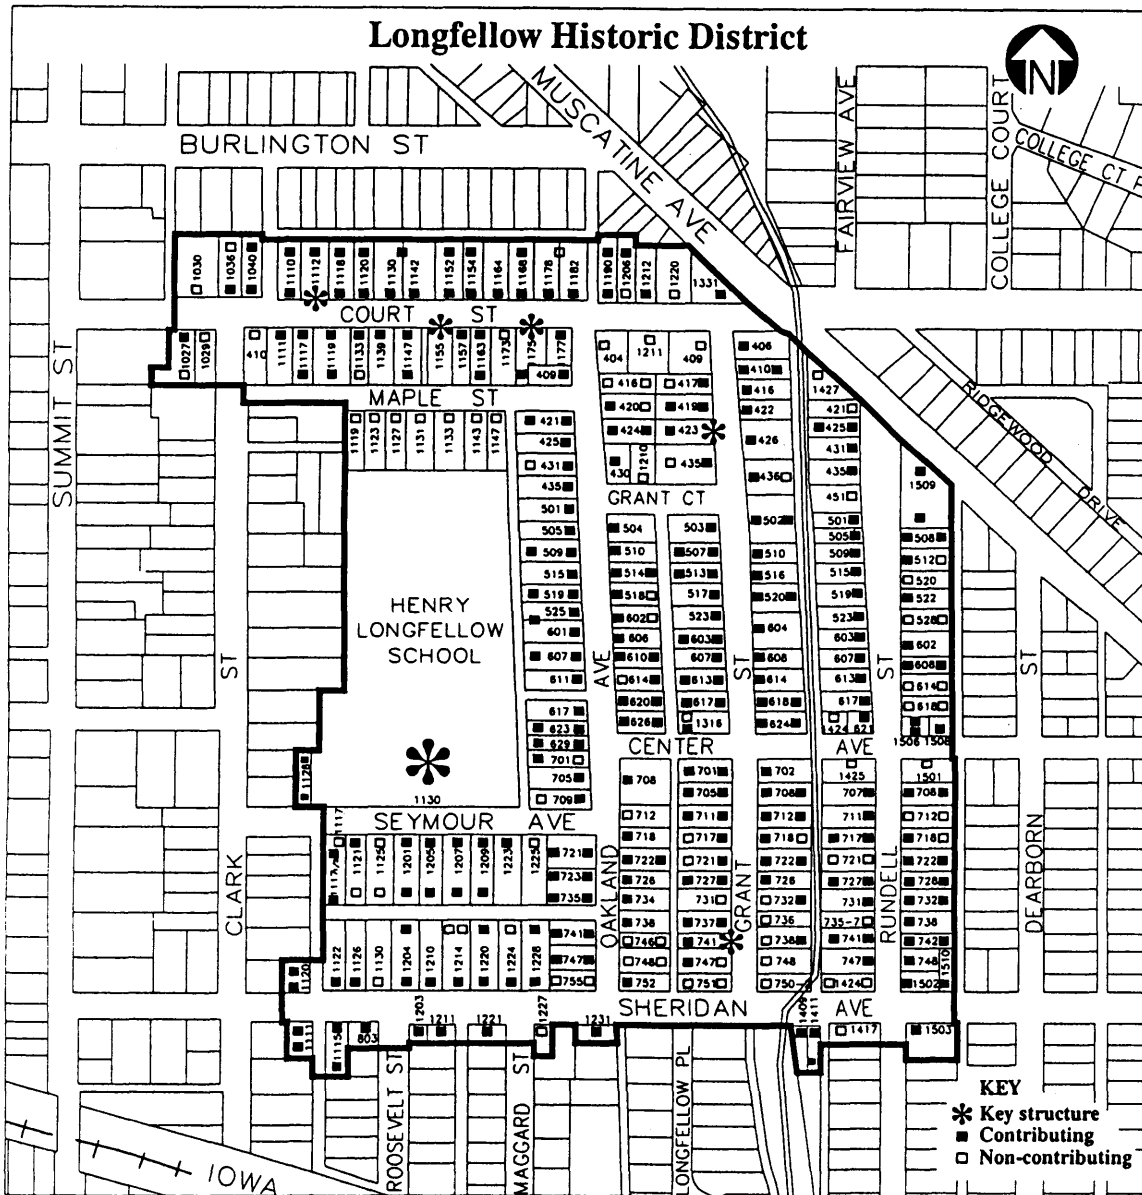 Longfellow Historic District
N
MUSCATINE AVE
FAIRVIEW AVE
COLLEGE COURT
COLLEGE CT P
BURLINGTON ST
1030 1036 1040 1110 1112 1118 1120 1130 1142 1152 1154 1164 1168 1178 1182 1190 1206 1212 1220 1331
COURT ST
SUMMIT ST
1027 1029 410 1111 1117 1119 1133 1139 1147 1155 1157 1163 1173 1175 1177 409
404 1211 409 406
410
416 417 416 1427
420 419 422 421
424 423 426 425
431
430 1210 435 436 435
451
MAPLE ST
1119 1123 1127 1131 1133 1143 1147
421
425
431
435
501
505
509
515
519
525
601
607
611
617
623
629
701
705
709
RIDGEWOOD DRIVE
1509
GRANT CT
504 503 502 501
505
510 507 510 509
514 513 516 515
518 517 520 519
602 523 604 523
606 603 603
610 607 608 607
614 613 614 613
620 617 618 617
626 1316 624 1424 621
508
512
520
522
528
602
608
614
618
1506 1508
HENRY
LONGFELLOW
SCHOOL
ST
AVE
ST
ST
ST
1128
1130
CENTER AVE
708 701 702 1425 1501
705 708 707 708
712 711 712 711 712
718 717 718 717 718
722 721 722 721 722
726 727 726 727 728
734 731 732 731 732
738 737 736 735-7 738
746 741 738 741 742
748 747 748 747 748
752 751 750 1424 1502 1510
SEYMOUR AVE
1117 1117½ 1121 1125 1201 1205 1207 1209 1223 1225 721
723
735
CLARK
OAKLAND
GRANT
RUNDELL
DEARBORN
1120 1122 1126 1130 1204 1210 1214 1220 1224 1228 741
747
755
SHERIDAN AVE
1111 1115 803 1203 1211 1221 1227 1231 1409 1411 1417 1503
ROOSEVELT ST
MAGGARD ST
LONGFELLOW PL
IOWA
KEY
Key structure
Contributing
Non-contributing